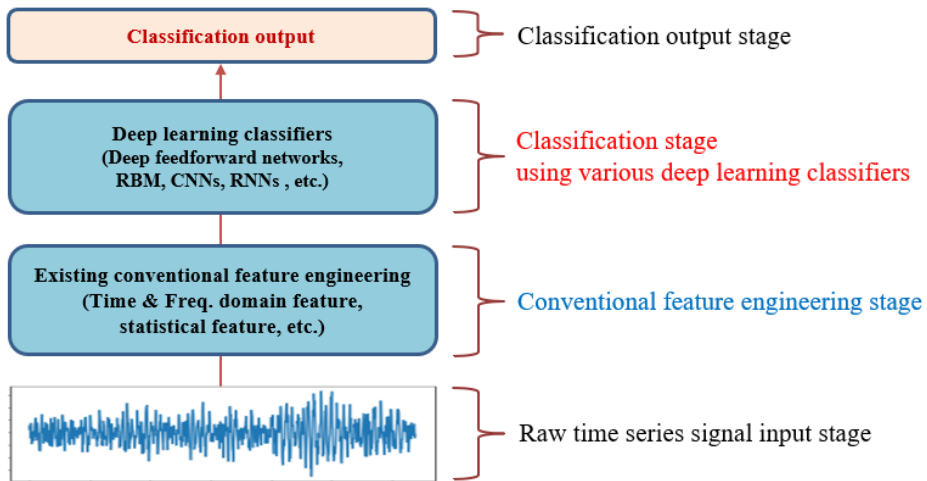 Classification output
Classification output stage
Deep learning classifiers
(Deep feedforward networks,
RBM, CNNs, RNNs , etc.)
Classification stage
using various deep learning classifiers
Existing conventional feature engineering
(Time & Freq. domain feature,
statistical feature, etc.)
Conventional feature engineering stage
Raw time series signal input stage